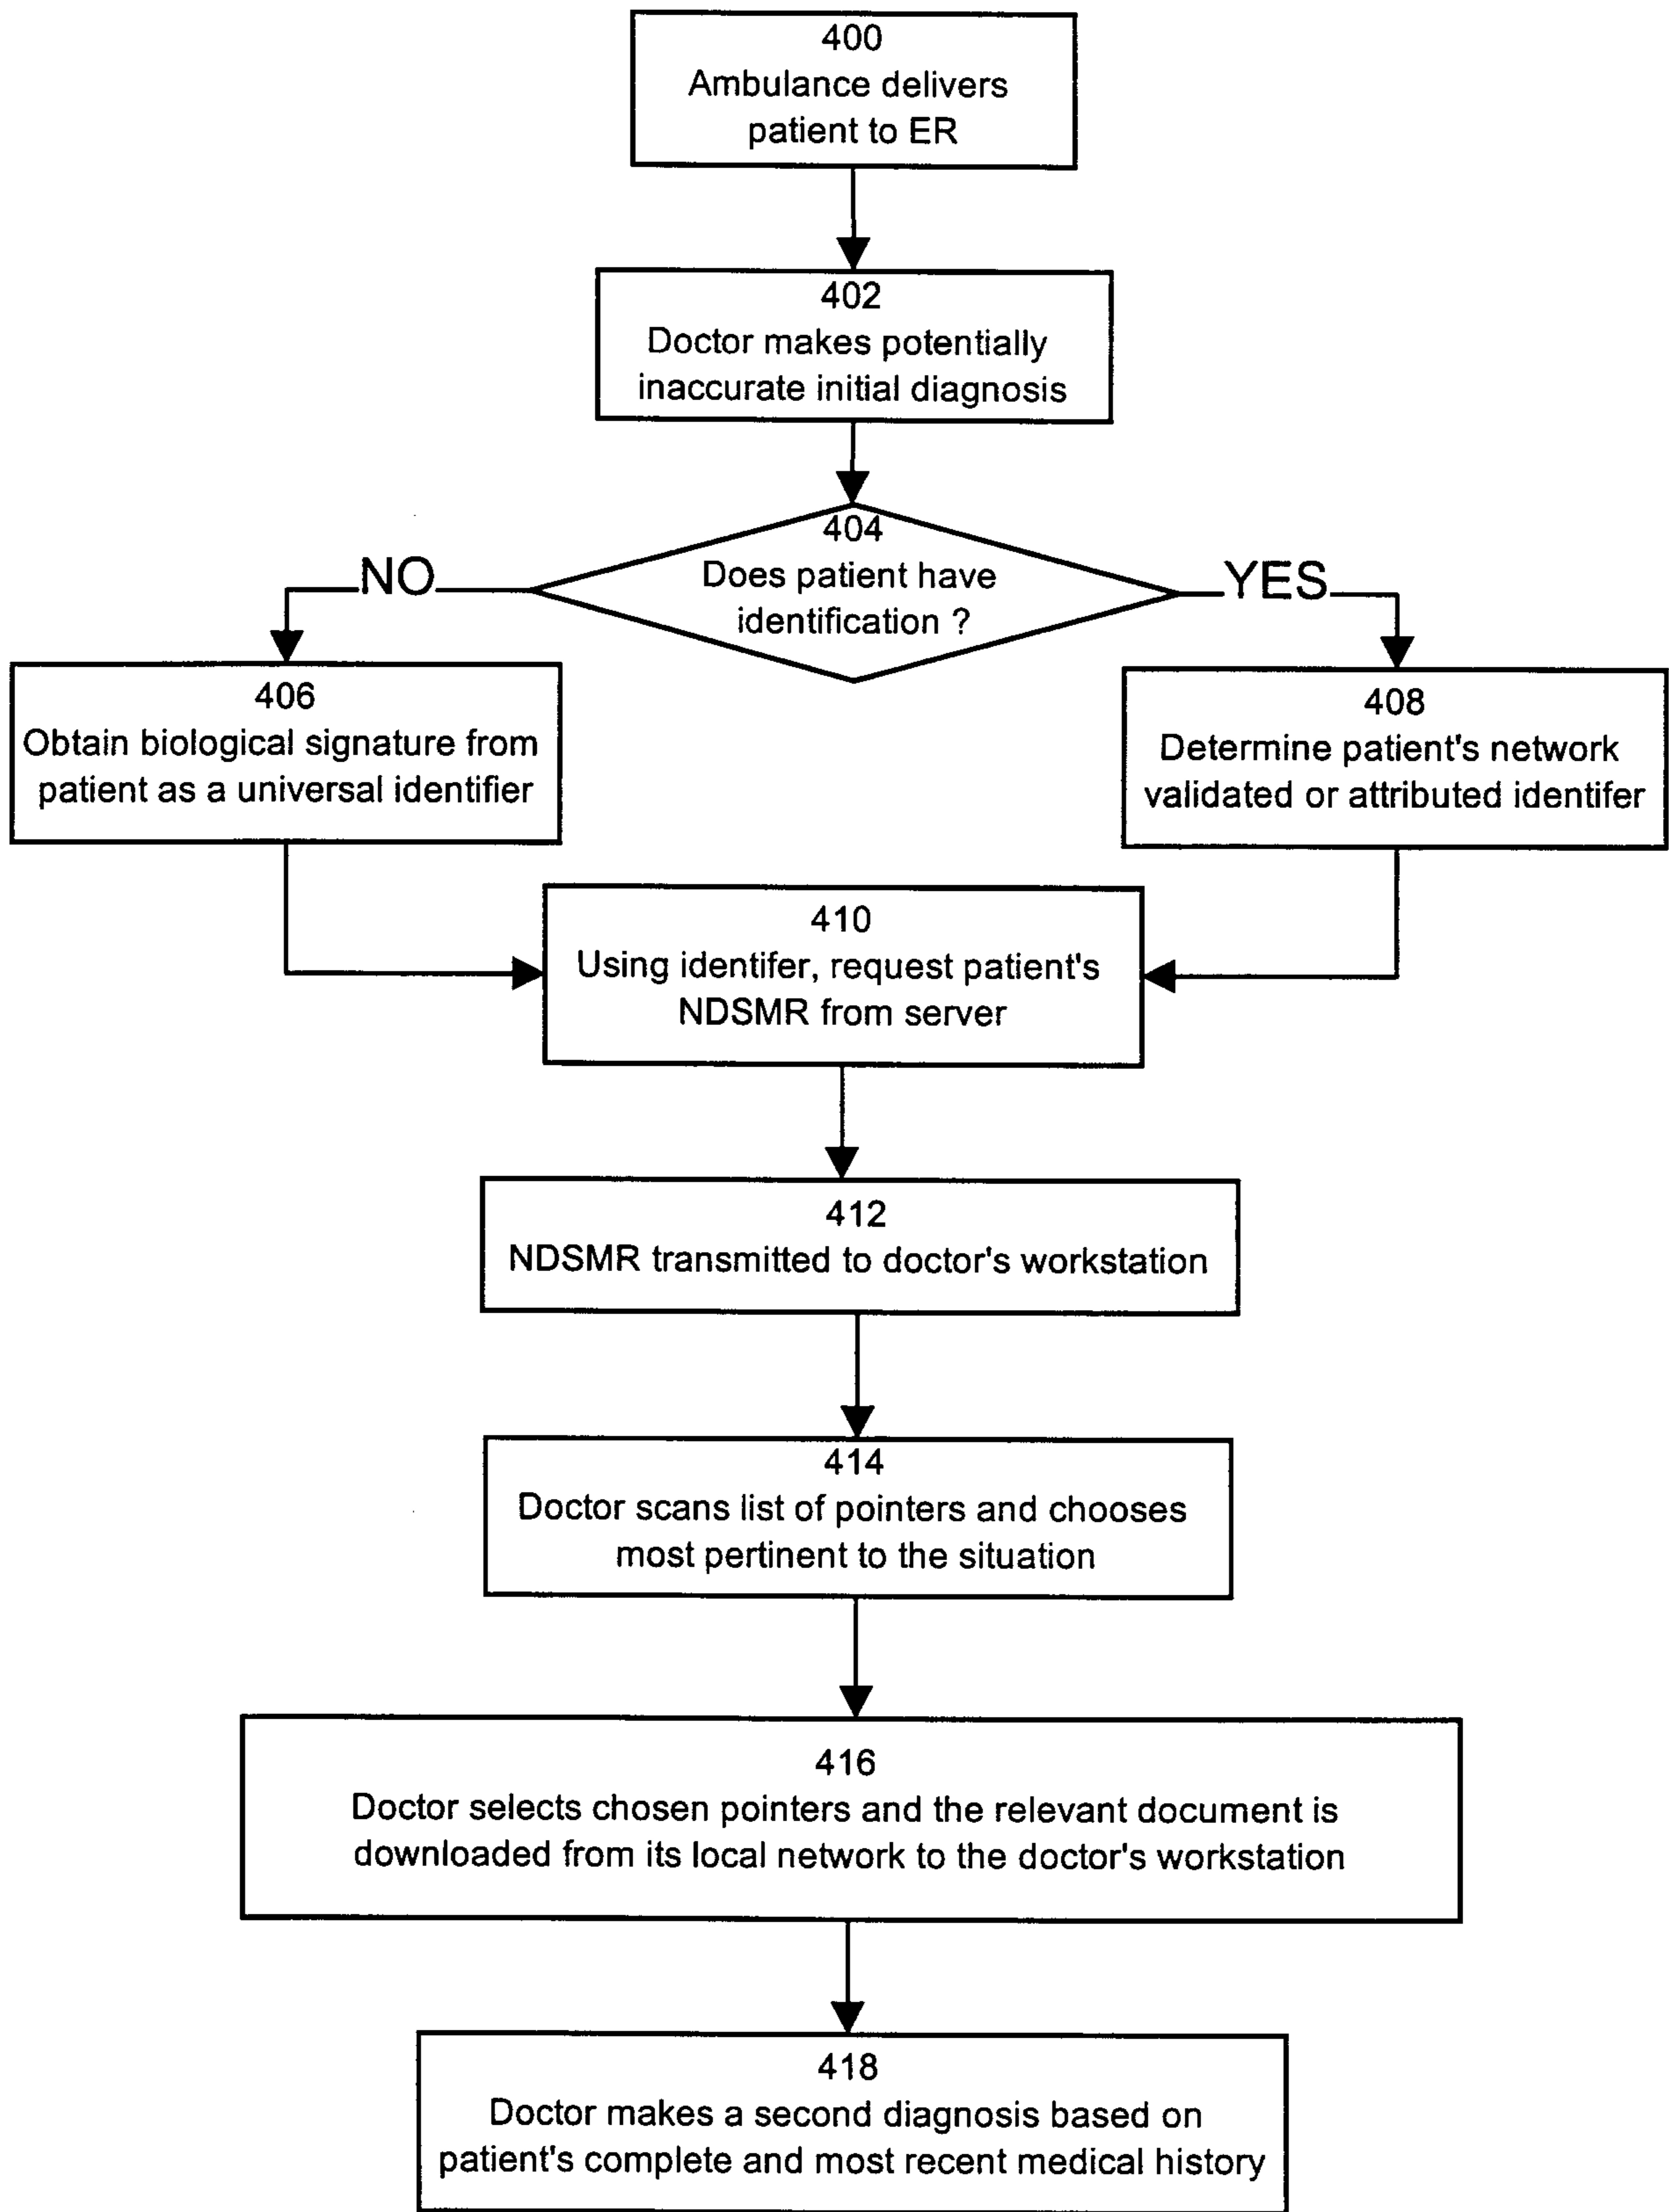 400
Ambulance delivers
patient to ER
402
Doctor makes potentially
inaccurate initial diagnosis
404
Does patient have
identification ?
NO
YES
406
Obtain biological signature from
patient as a universal identifier
408
Determine patient's network
validated or attributed identifer
410
Using identifer, request patient's
NDSMR from server
412
NDSMR transmitted to doctor's workstation
414
Doctor scans list of pointers and chooses
most pertinent to the situation
416
Doctor selects chosen pointers and the relevant document is
downloaded from its local network to the doctor's workstation
418
Doctor makes a second diagnosis based on
patient's complete and most recent medical history